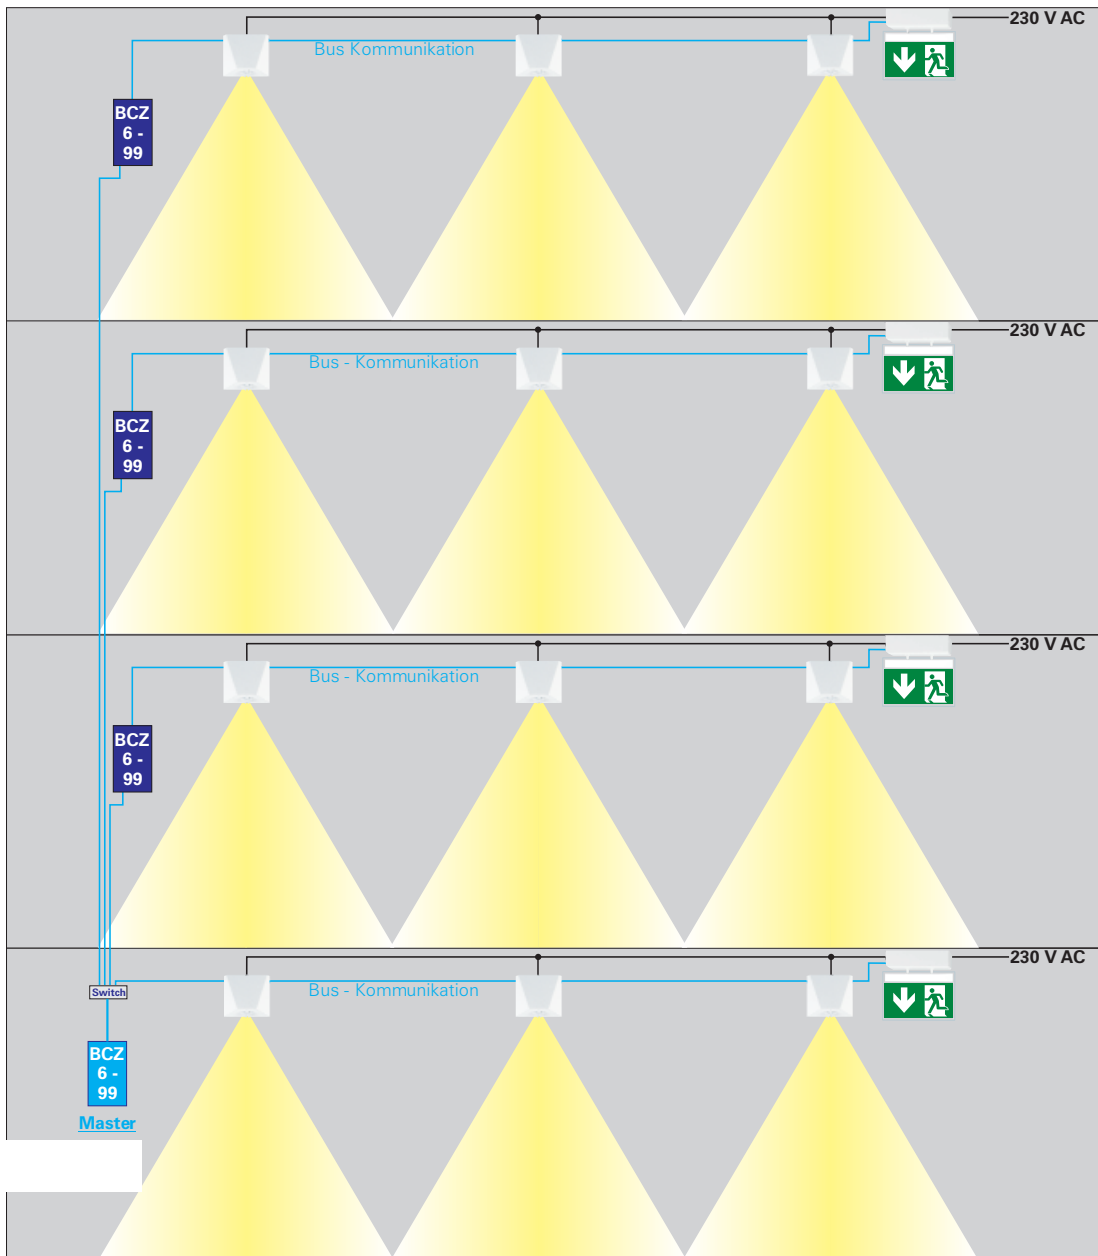 230 V AC
Bus Kommunikation
BCZ
6 -
99
230 V AC
Bus - Kommunikation
BCZ
6 -
99
230 V AC
Bus - Kommunikation
BCZ
6 -
99
230 V AC
Bus - Kommunikation
Switch
BCZ
6 -
99
Master